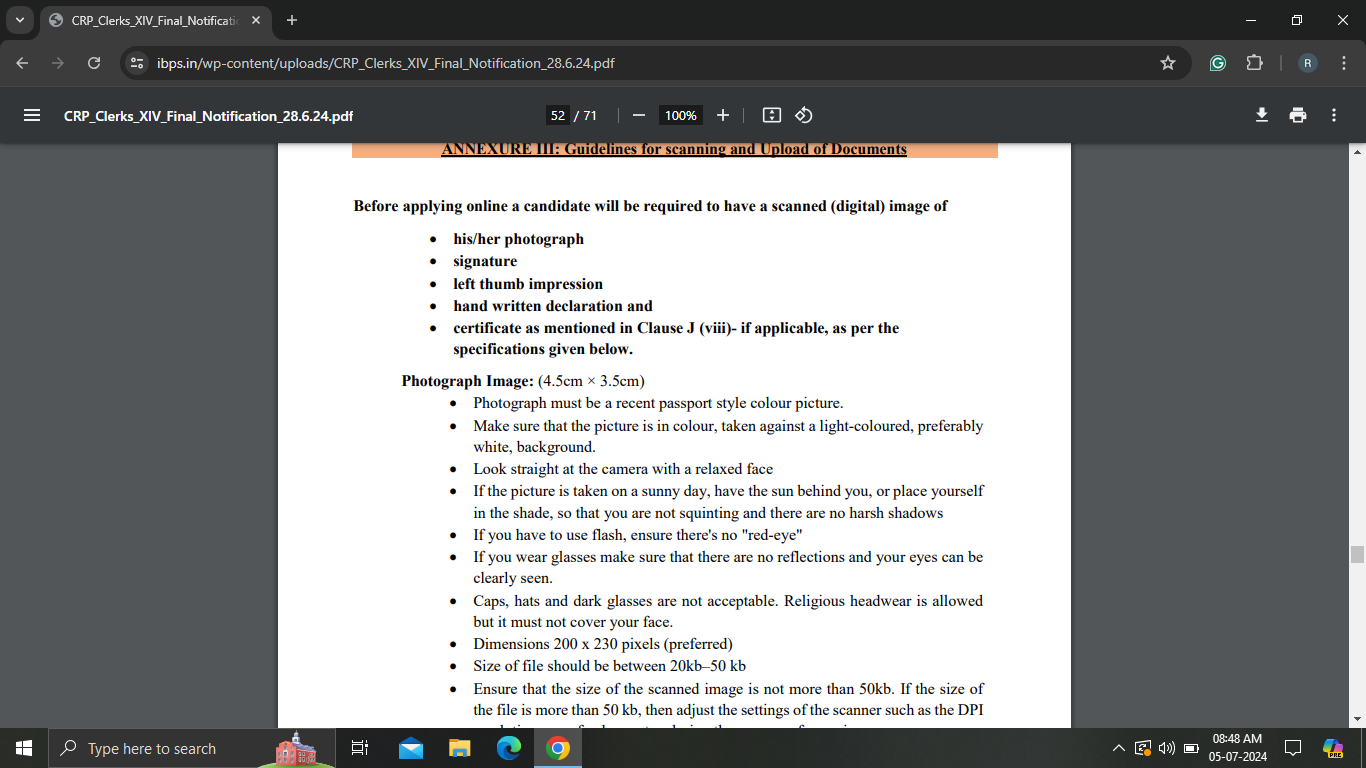 CRP_Clerks_XIV_Final_Notificati
ibps.in/wp-content/uploads/CRP_Clerks_XIV_Final_Notification_28.6.24.pdf
R
CRP_Clerks_XIV_Final_Notification_28.6.24.pdf
52 / 71
100%
ANNEXURE III: Guidelines for scanning and Upload of Documents
Before applying online a candidate will be required to have a scanned (digital) image of
• his/her photograph
• signature
• left thumb impression
• hand written declaration and
• certificate as mentioned in Clause J (viii)- if applicable, as per the
specifications given below.
Photograph Image: (4.5cm × 3.5cm)
• Photograph must be a recent passport style colour picture.
• Make sure that the picture is in colour, taken against a light-coloured, preferably
white, background.
• Look straight at the camera with a relaxed face
• If the picture is taken on a sunny day, have the sun behind you, or place yourself
in the shade, so that you are not squinting and there are no harsh shadows
• If you have to use flash, ensure there's no "red-eye"
• If you wear glasses make sure that there are no reflections and your eyes can be
clearly seen.
• Caps, hats and dark glasses are not acceptable. Religious headwear is allowed
but it must not cover your face.
• Dimensions 200 x 230 pixels (preferred)
• Size of file should be between 20kb–50 kb
• Ensure that the size of the scanned image is not more than 50kb. If the size of
the file is more than 50 kb, then adjust the settings of the scanner such as the DPI
Type here to search
08:48 AM
05-07-2024
PRE